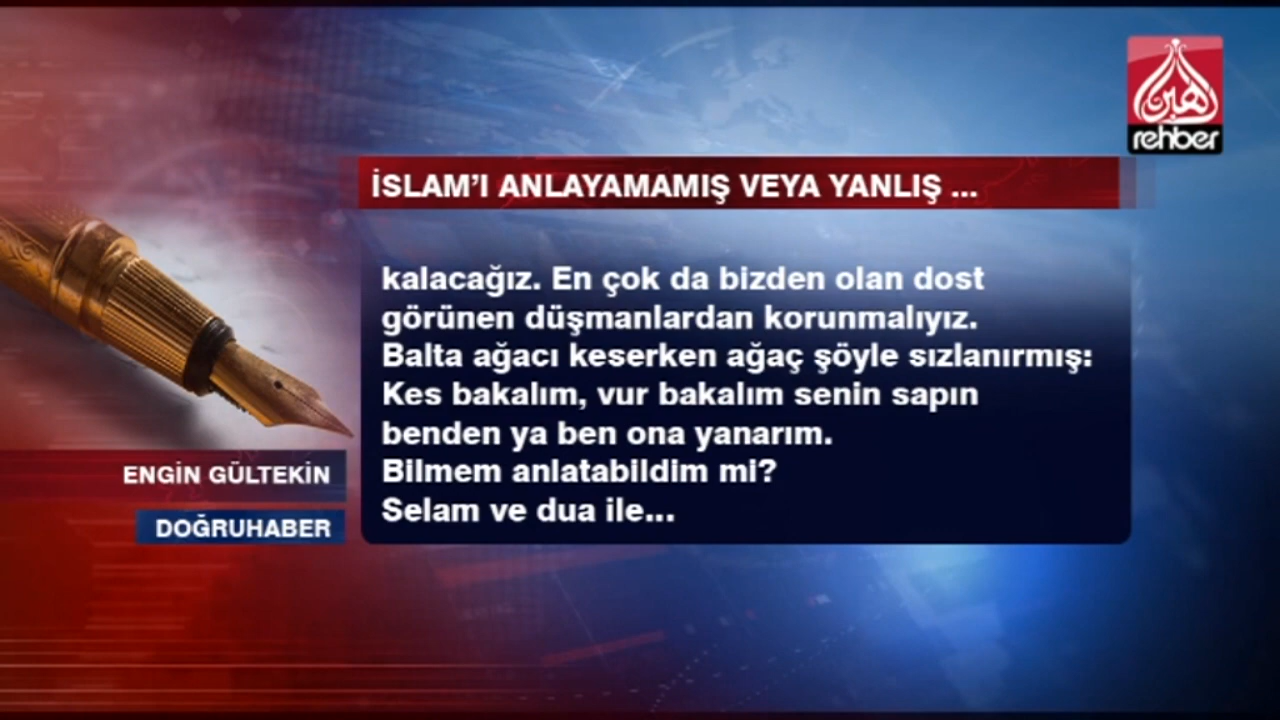 رهبر
rehber
İSLAM’I ANLAYAMAMIŞ VEYA YANLIŞ ...
kalacağız. En çok da bizden olan dost
görünen düşmanlardan korunmalıyız.
Balta ağacı keserken ağaç şöyle sızlanırmış:
Kes bakalım, vur bakalım senin sapın
benden ya ben ona yanarım.
Bilmem anlatabildim mi?
Selam ve dua ile...
ENGİN GÜLTEKİN
DOĞRUHABER